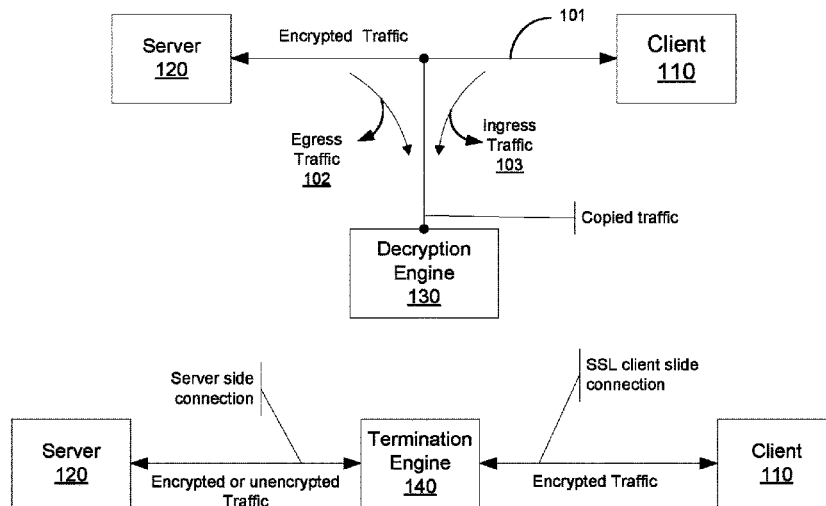 Server
120
Encrypted Traffic
101
Client
110
Egress
Traffic
102
Ingress
Traffic
103
Copied traffic
Decryption
Engine
130
Server side
connection
SSL client slide
connection
Server
120
Encrypted or unencrypted
Traffic
Termination
Engine
140
Encrypted Traffic
Client
110